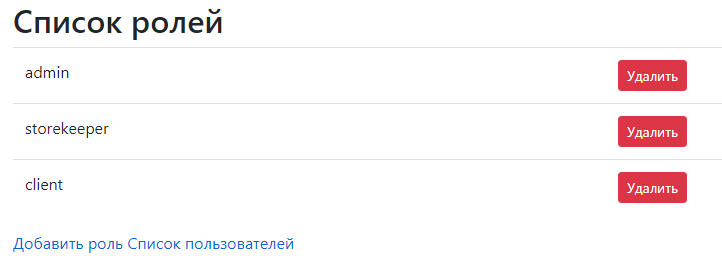 Список ролей
admin Удалить
storekeeper Удалить
client Удалить
Добавить роль Список пользователей